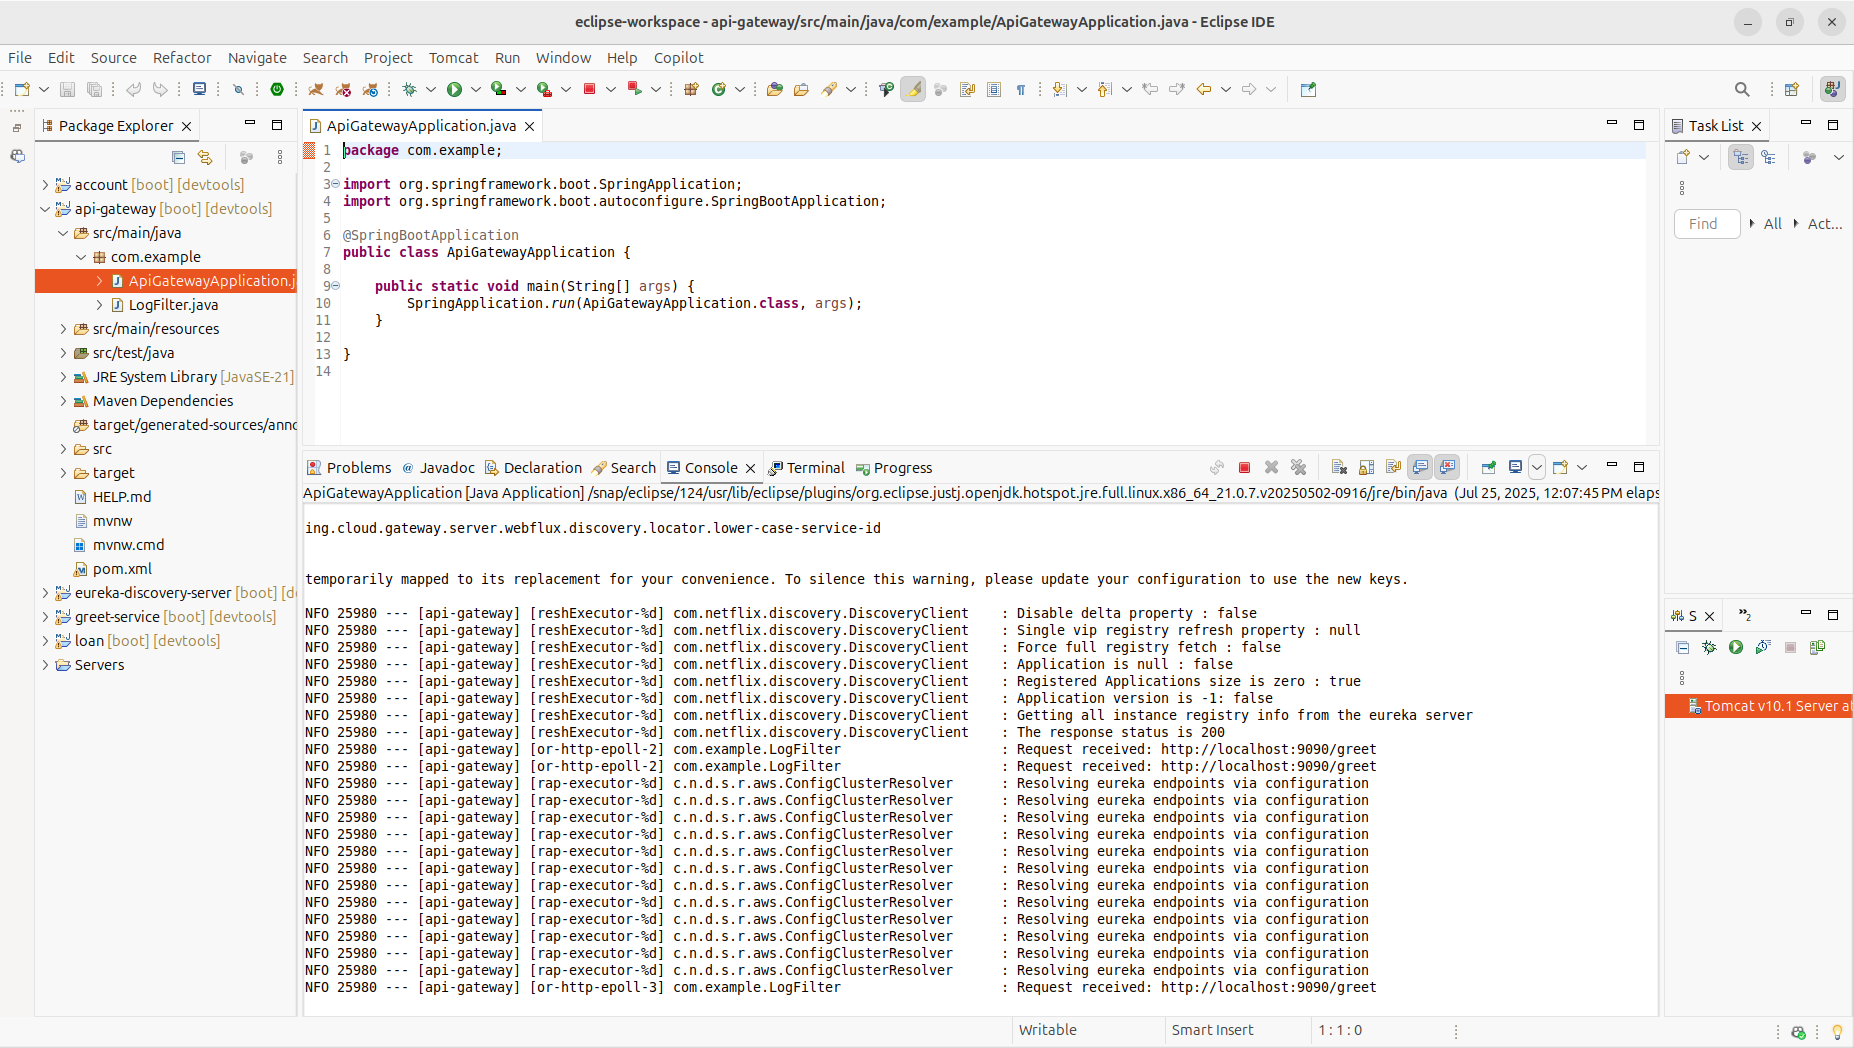 eclipse-workspace - api-gateway/src/main/java/com/example/ApiGatewayApplication.java - Eclipse IDE
File Edit Source Refactor Navigate Search Project Tomcat Run Window Help Copilot
Package Explorer
account [boot] [devtools]
api-gateway [boot] [devtools]
src/main/java
com.example
ApiGatewayApplication.j
LogFilter.java
src/main/resources
src/test/java
JRE System Library [JavaSE-21]
Maven Dependencies
target/generated-sources/anno
src
target
HELP.md
mvnw
mvnw.cmd
pom.xml
eureka-discovery-server [boot] [de
greet-service [boot] [devtools]
loan [boot] [devtools]
Servers
ApiGatewayApplication.java
1 package com.example;
2
3 import org.springframework.boot.SpringApplication;
4 import org.springframework.boot.autoconfigure.SpringBootApplication;
5
6 @SpringBootApplication
7 public class ApiGatewayApplication {
8
9 public static void main(String[] args) {
10 SpringApplication.run(ApiGatewayApplication.class, args);
11 }
12
13 }
14
Problems Javadoc Declaration Search Console Terminal Progress
ApiGatewayApplication [Java Application] /snap/eclipse/124/usr/lib/eclipse/plugins/org.eclipse.justj.openjdk.hotspot.jre.full.linux.x86_64_21.0.7.v20250502-0916/jre/bin/java (Jul 25, 2025, 12:07:45 PM elaps
ing.cloud.gateway.server.webflux.discovery.locator.lower-case-service-id
temporarily mapped to its replacement for your convenience. To silence this warning, please update your configuration to use the new keys.
NFO 25980 --- [api-gateway] [reshExecutor-%d] com.netflix.discovery.DiscoveryClient : Disable delta property : false
NFO 25980 --- [api-gateway] [reshExecutor-%d] com.netflix.discovery.DiscoveryClient : Single vip registry refresh property : null
NFO 25980 --- [api-gateway] [reshExecutor-%d] com.netflix.discovery.DiscoveryClient : Force full registry fetch : false
NFO 25980 --- [api-gateway] [reshExecutor-%d] com.netflix.discovery.DiscoveryClient : Application is null : false
NFO 25980 --- [api-gateway] [reshExecutor-%d] com.netflix.discovery.DiscoveryClient : Registered Applications size is zero : true
NFO 25980 --- [api-gateway] [reshExecutor-%d] com.netflix.discovery.DiscoveryClient : Application version is -1: false
NFO 25980 --- [api-gateway] [reshExecutor-%d] com.netflix.discovery.DiscoveryClient : Getting all instance registry info from the eureka server
NFO 25980 --- [api-gateway] [reshExecutor-%d] com.netflix.discovery.DiscoveryClient : The response status is 200
NFO 25980 --- [api-gateway] [or-http-epoll-2] com.example.LogFilter : Request received: http://localhost:9090/greet
NFO 25980 --- [api-gateway] [or-http-epoll-2] com.example.LogFilter : Request received: http://localhost:9090/greet
NFO 25980 --- [api-gateway] [rap-executor-%d] c.n.d.s.r.aws.ConfigClusterResolver : Resolving eureka endpoints via configuration
NFO 25980 --- [api-gateway] [rap-executor-%d] c.n.d.s.r.aws.ConfigClusterResolver : Resolving eureka endpoints via configuration
NFO 25980 --- [api-gateway] [rap-executor-%d] c.n.d.s.r.aws.ConfigClusterResolver : Resolving eureka endpoints via configuration
NFO 25980 --- [api-gateway] [rap-executor-%d] c.n.d.s.r.aws.ConfigClusterResolver : Resolving eureka endpoints via configuration
NFO 25980 --- [api-gateway] [rap-executor-%d] c.n.d.s.r.aws.ConfigClusterResolver : Resolving eureka endpoints via configuration
NFO 25980 --- [api-gateway] [rap-executor-%d] c.n.d.s.r.aws.ConfigClusterResolver : Resolving eureka endpoints via configuration
NFO 25980 --- [api-gateway] [rap-executor-%d] c.n.d.s.r.aws.ConfigClusterResolver : Resolving eureka endpoints via configuration
NFO 25980 --- [api-gateway] [rap-executor-%d] c.n.d.s.r.aws.ConfigClusterResolver : Resolving eureka endpoints via configuration
NFO 25980 --- [api-gateway] [rap-executor-%d] c.n.d.s.r.aws.ConfigClusterResolver : Resolving eureka endpoints via configuration
NFO 25980 --- [api-gateway] [rap-executor-%d] c.n.d.s.r.aws.ConfigClusterResolver : Resolving eureka endpoints via configuration
NFO 25980 --- [api-gateway] [rap-executor-%d] c.n.d.s.r.aws.ConfigClusterResolver : Resolving eureka endpoints via configuration
NFO 25980 --- [api-gateway] [rap-executor-%d] c.n.d.s.r.aws.ConfigClusterResolver : Resolving eureka endpoints via configuration
NFO 25980 --- [api-gateway] [or-http-epoll-3] com.example.LogFilter : Request received: http://localhost:9090/greet
Task List
Find All Act...
S »2
Tomcat v10.1 Server at
Writable Smart Insert 1 : 1 : 0